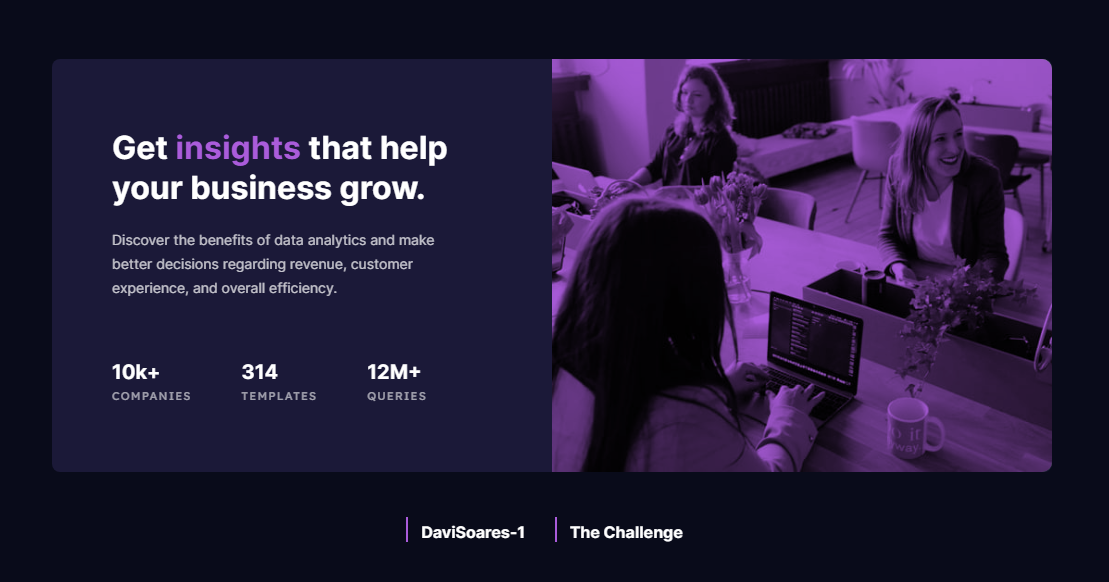 Get insights that help
your business grow.
Discover the benefits of data analytics and make
better decisions regarding revenue, customer
experience, and overall efficiency.
10k+ 314 12M+
COMPANIES TEMPLATES QUERIES
DaviSoares-1 The Challenge